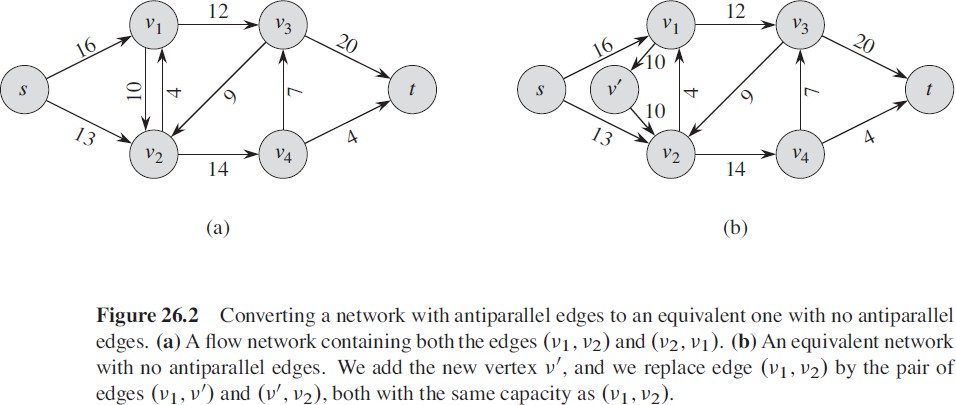 12
12
v1
v3
v1
v3
16
20
16
10
20
s
10
4
9
7
t
s
v′
10
4
9
7
t
13
4
13
4
v2
v4
v2
v4
14
14
(a)
(b)
Figure 26.2 Converting a network with antiparallel edges to an equivalent one with no antiparallel
edges. (a) A flow network containing both the edges (v1, v2) and (v2, v1). (b) An equivalent network
with no antiparallel edges. We add the new vertex v′, and we replace edge (v1, v2) by the pair of
edges (v1, v′) and (v′, v2), both with the same capacity as (v1, v2).